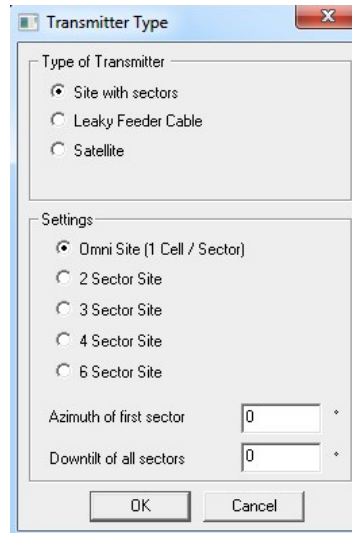 Transmitter Type
Type of Transmitter
Site with sectors
Leaky Feeder Cable
Satellite
Settings
Omni Site (1 Cell / Sector)
2 Sector Site
3 Sector Site
4 Sector Site
6 Sector Site
Azimuth of first sector 0 °
Downtilt of all sectors 0 °
OK Cancel